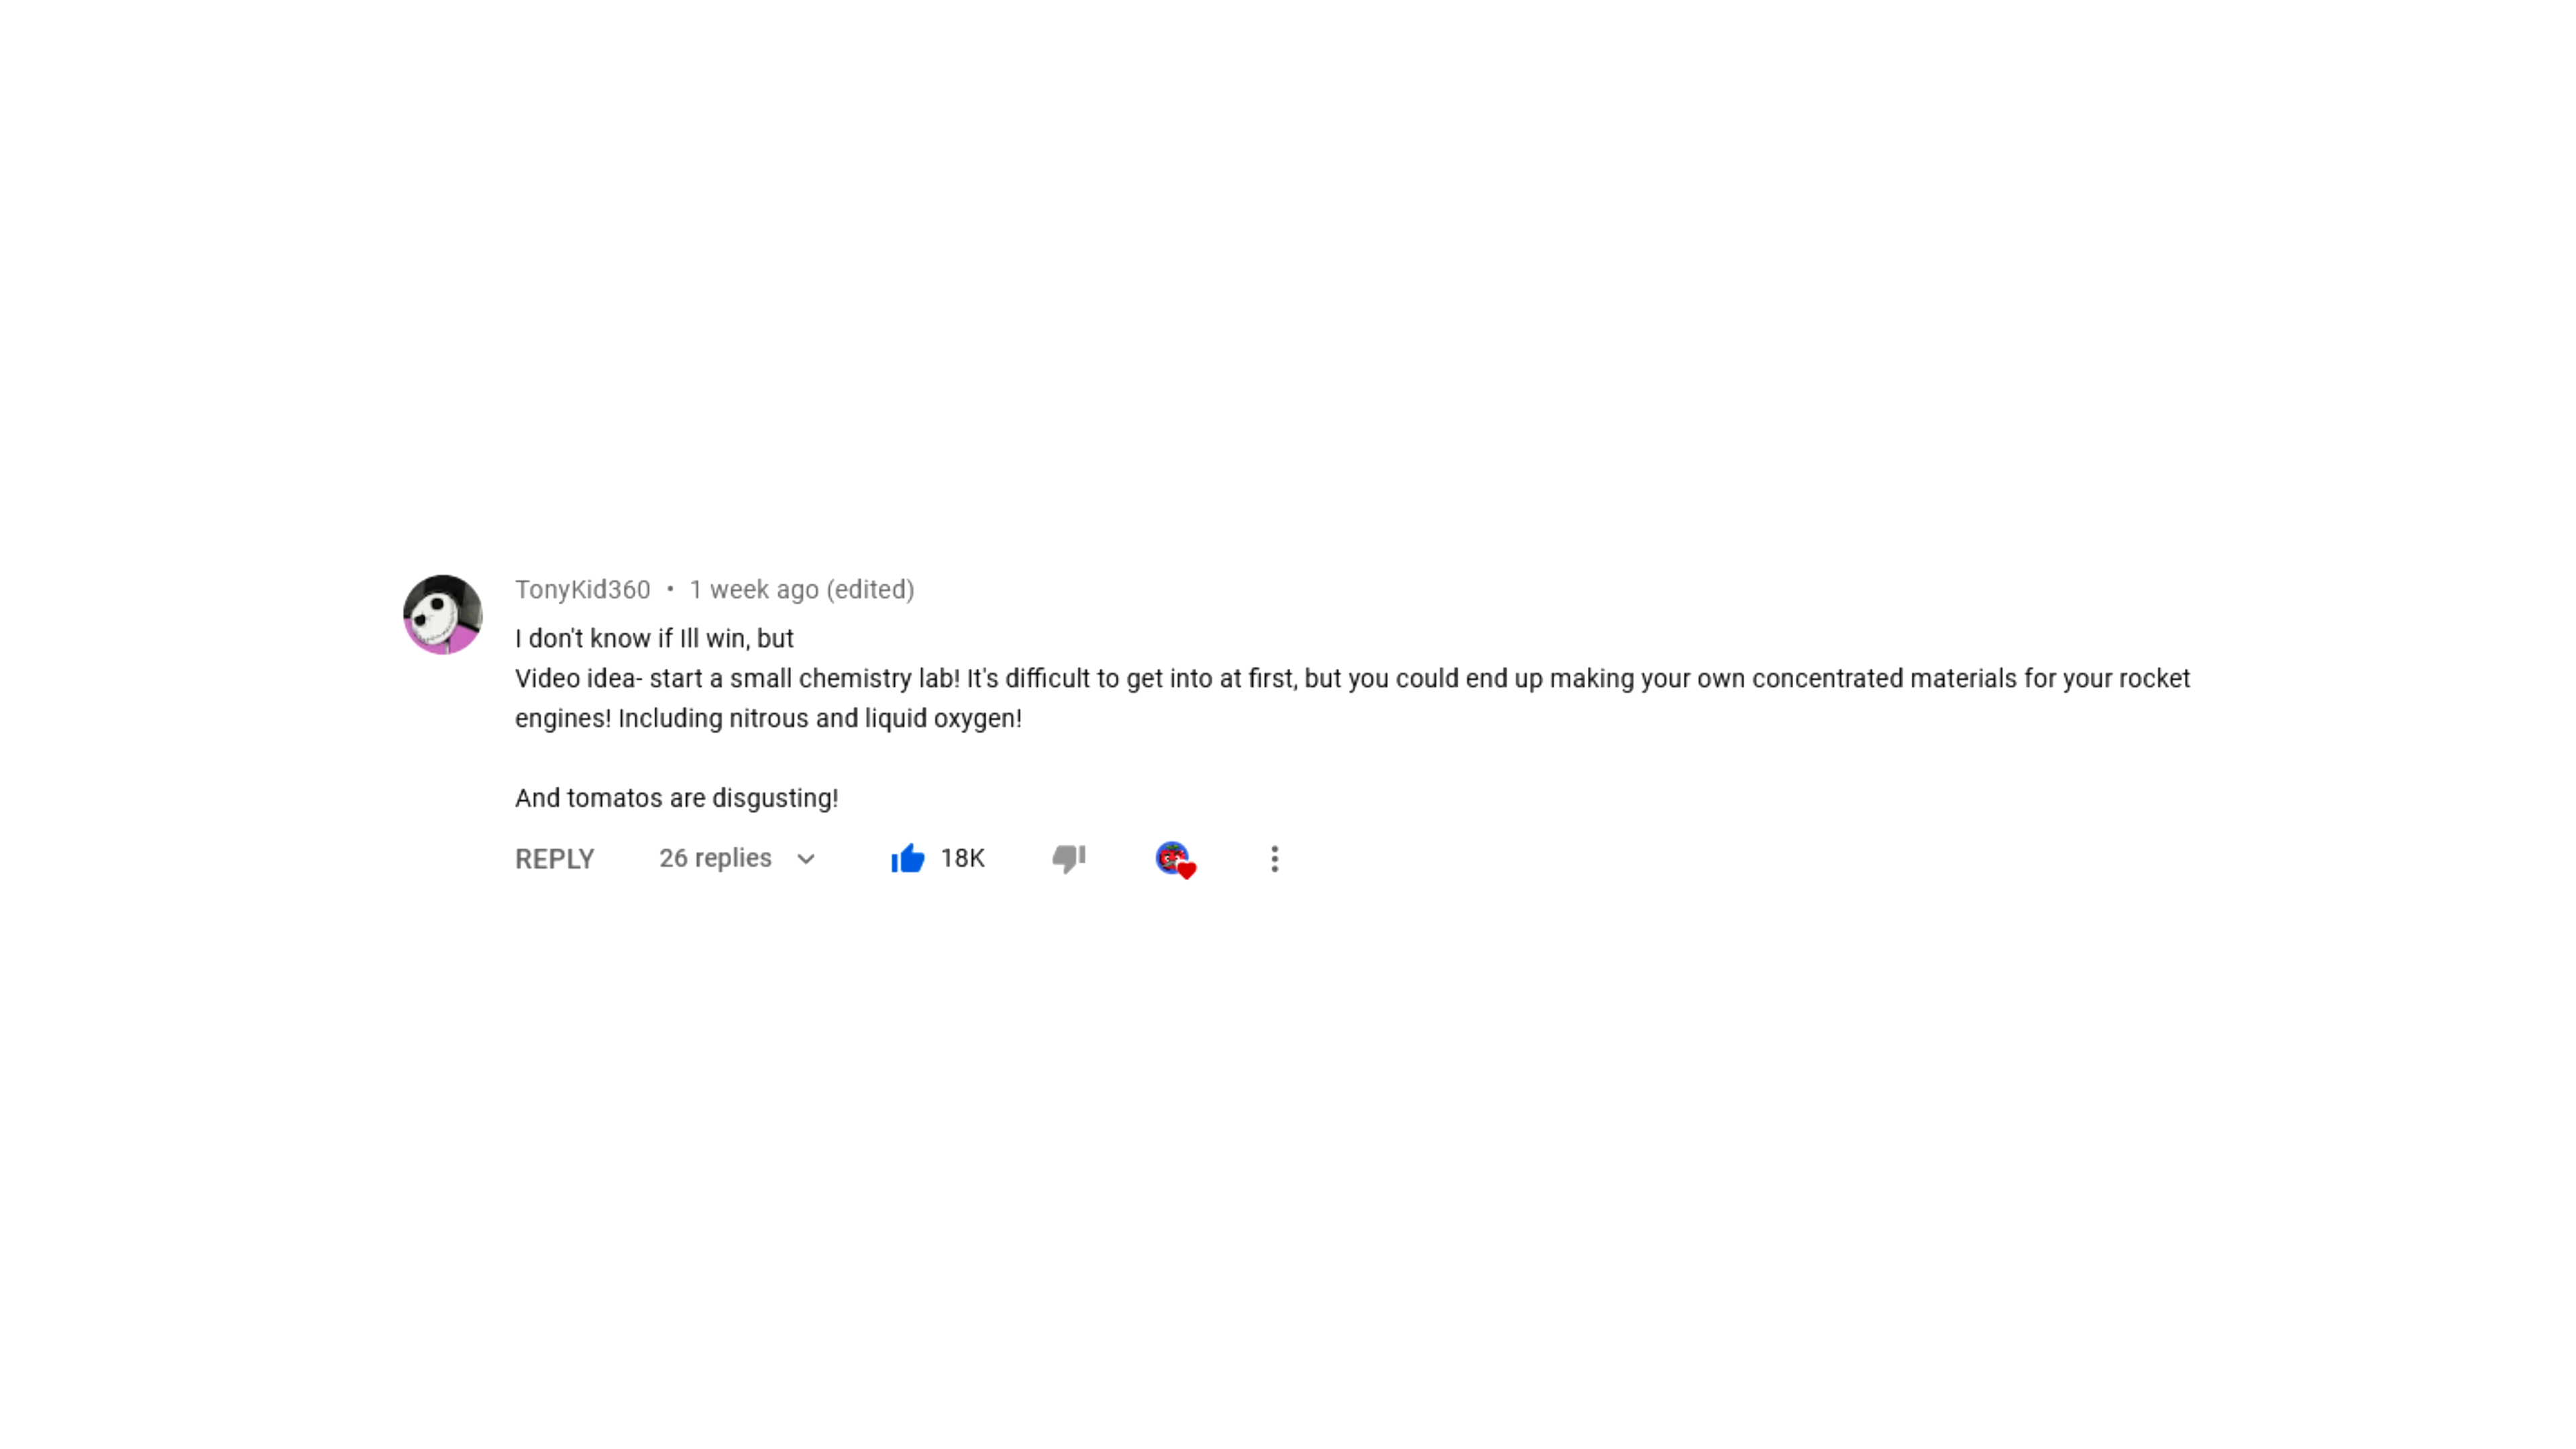 TonyKid360 • 1 week ago (edited)
I don't know if Ill win, but
Video idea- start a small chemistry lab! It's difficult to get into at first, but you could end up making your own concentrated materials for your rocket
engines! Including nitrous and liquid oxygen!
And tomatos are disgusting!
REPLY 26 replies 18K